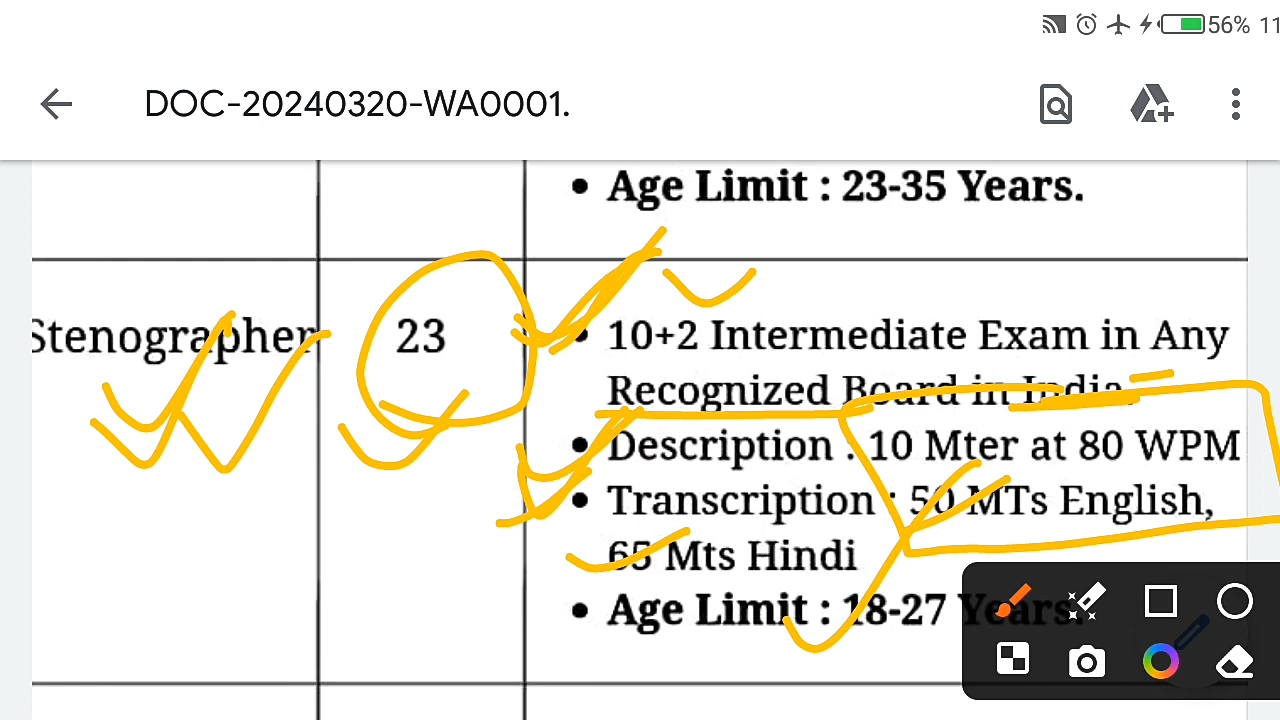 56% 11
DOC-20240320-WA0001.
Age Limit : 23-35 Years.
Stenographer 23
10+2 Intermediate Exam in Any
Recognized Board in India
Description : 10 Mter at 80 WPM
Transcription : 50 MTs English,
65 Mts Hindi
Age Limit : 18-27 Years.